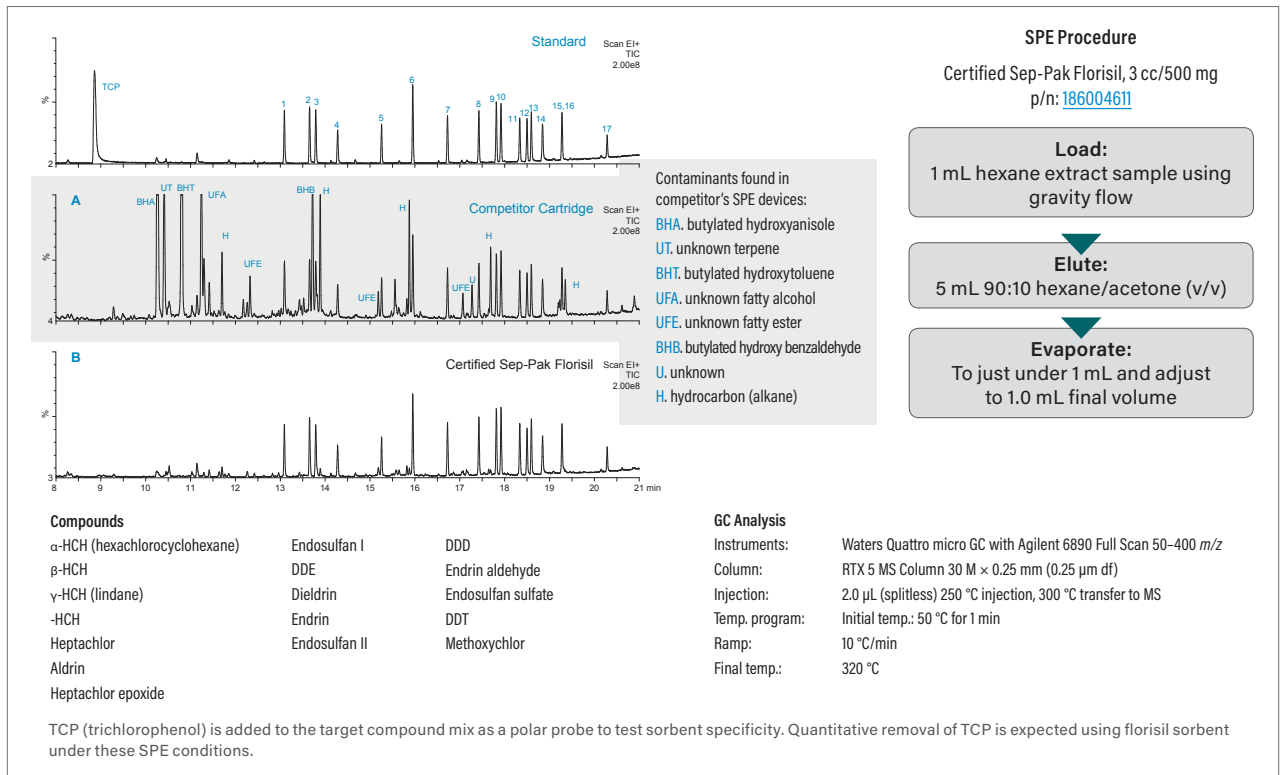 Standard
Scan EI+
TIC
2.00e8
TCP
1
2
3
4
5
6
7
8
9
10
11
12
13
14
15,16
17
%
2
A
Competitor Cartridge
Scan EI+
TIC
2.00e8
BHA
UT
BHT
UFA
H
UFE
BHB
H
UFE
H
UFE
U
H
H
%
4
B
Certified Sep-Pak Florisil
Scan EI+
TIC
2.00e8
%
3
8 9 10 11 12 13 14 15 16 17 18 19 20 21 min
Contaminants found in
competitor's SPE devices:
BHA. butylated hydroxyanisole
UT. unknown terpene
BHT. butylated hydroxytoluene
UFA. unknown fatty alcohol
UFE. unknown fatty ester
BHB. butylated hydroxy benzaldehyde
U. unknown
H. hydrocarbon (alkane)
SPE Procedure
Certified Sep-Pak Florisil, 3 cc/500 mg
p/n: 186004611
Load:
1 mL hexane extract sample using
gravity flow
Elute:
5 mL 90:10 hexane/acetone (v/v)
Evaporate:
To just under 1 mL and adjust
to 1.0 mL final volume
Compounds
α-HCH (hexachlorocyclohexane)
β-HCH
γ-HCH (lindane)
-HCH
Heptachlor
Aldrin
Heptachlor epoxide
Endosulfan I
DDE
Dieldrin
Endrin
Endosulfan II
DDD
Endrin aldehyde
Endosulfan sulfate
DDT
Methoxychlor
GC Analysis
Instruments: Waters Quattro micro GC with Agilent 6890 Full Scan 50–400 m/z
Column: RTX 5 MS Column 30 M × 0.25 mm (0.25 µm df)
Injection: 2.0 µL (splitless) 250 °C injection, 300 °C transfer to MS
Temp. program: Initial temp.: 50 °C for 1 min
Ramp: 10 °C/min
Final temp.: 320 °C
TCP (trichlorophenol) is added to the target compound mix as a polar probe to test sorbent specificity. Quantitative removal of TCP is expected using florisil sorbent
under these SPE conditions.